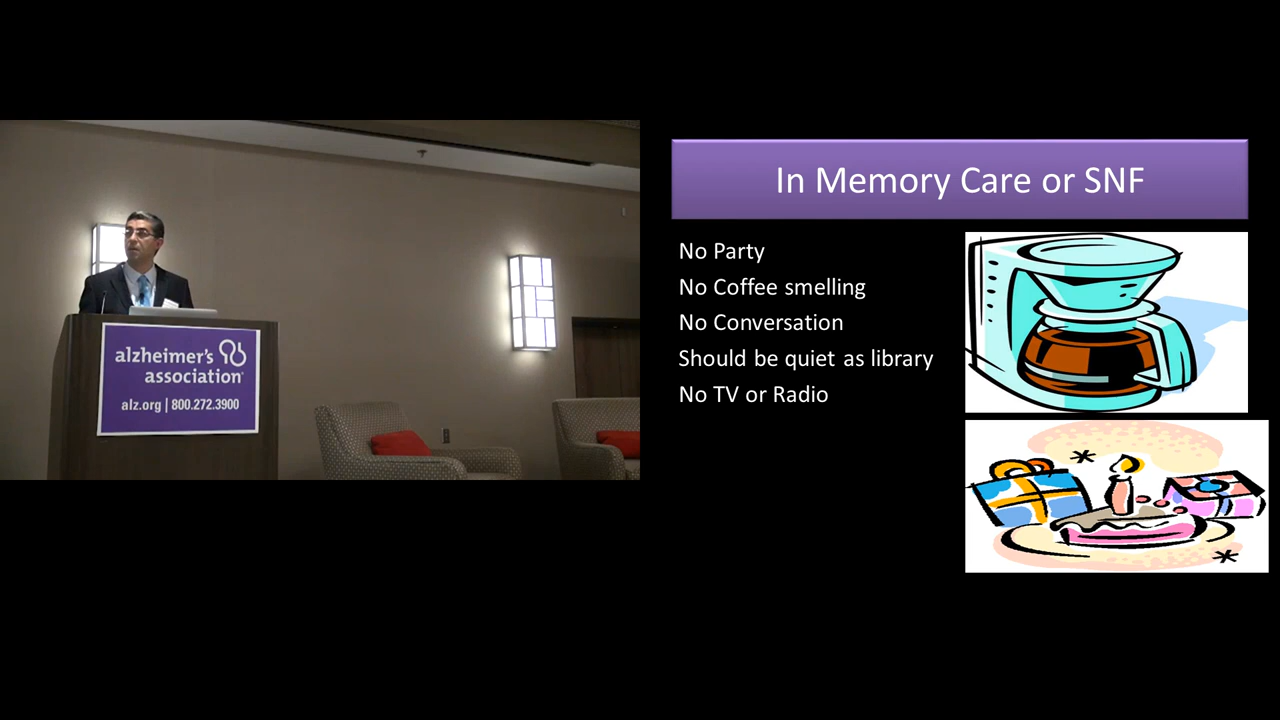 alzheimer's
association
alz.org | 800.272.3900
In Memory Care or SNF
No Party
No Coffee smelling
No Conversation
Should be quiet as library
No TV or Radio